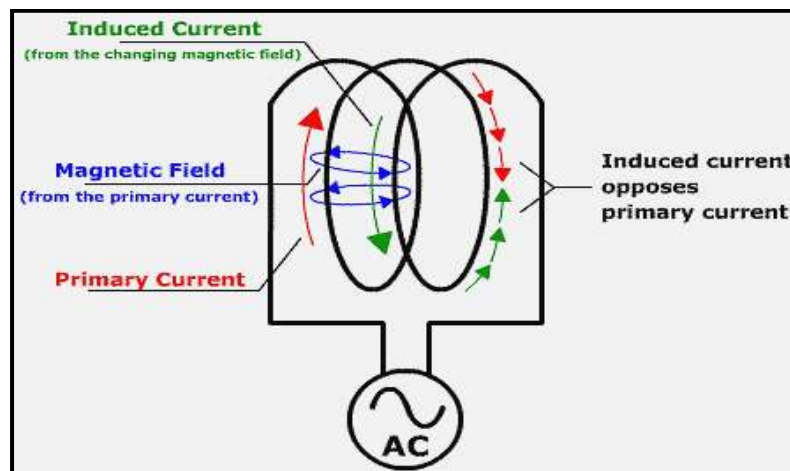 Induced Current
(from the changing magnetic field)
Magnetic Field
(from the primary current)
Primary Current
Induced current
opposes
primary current
AC